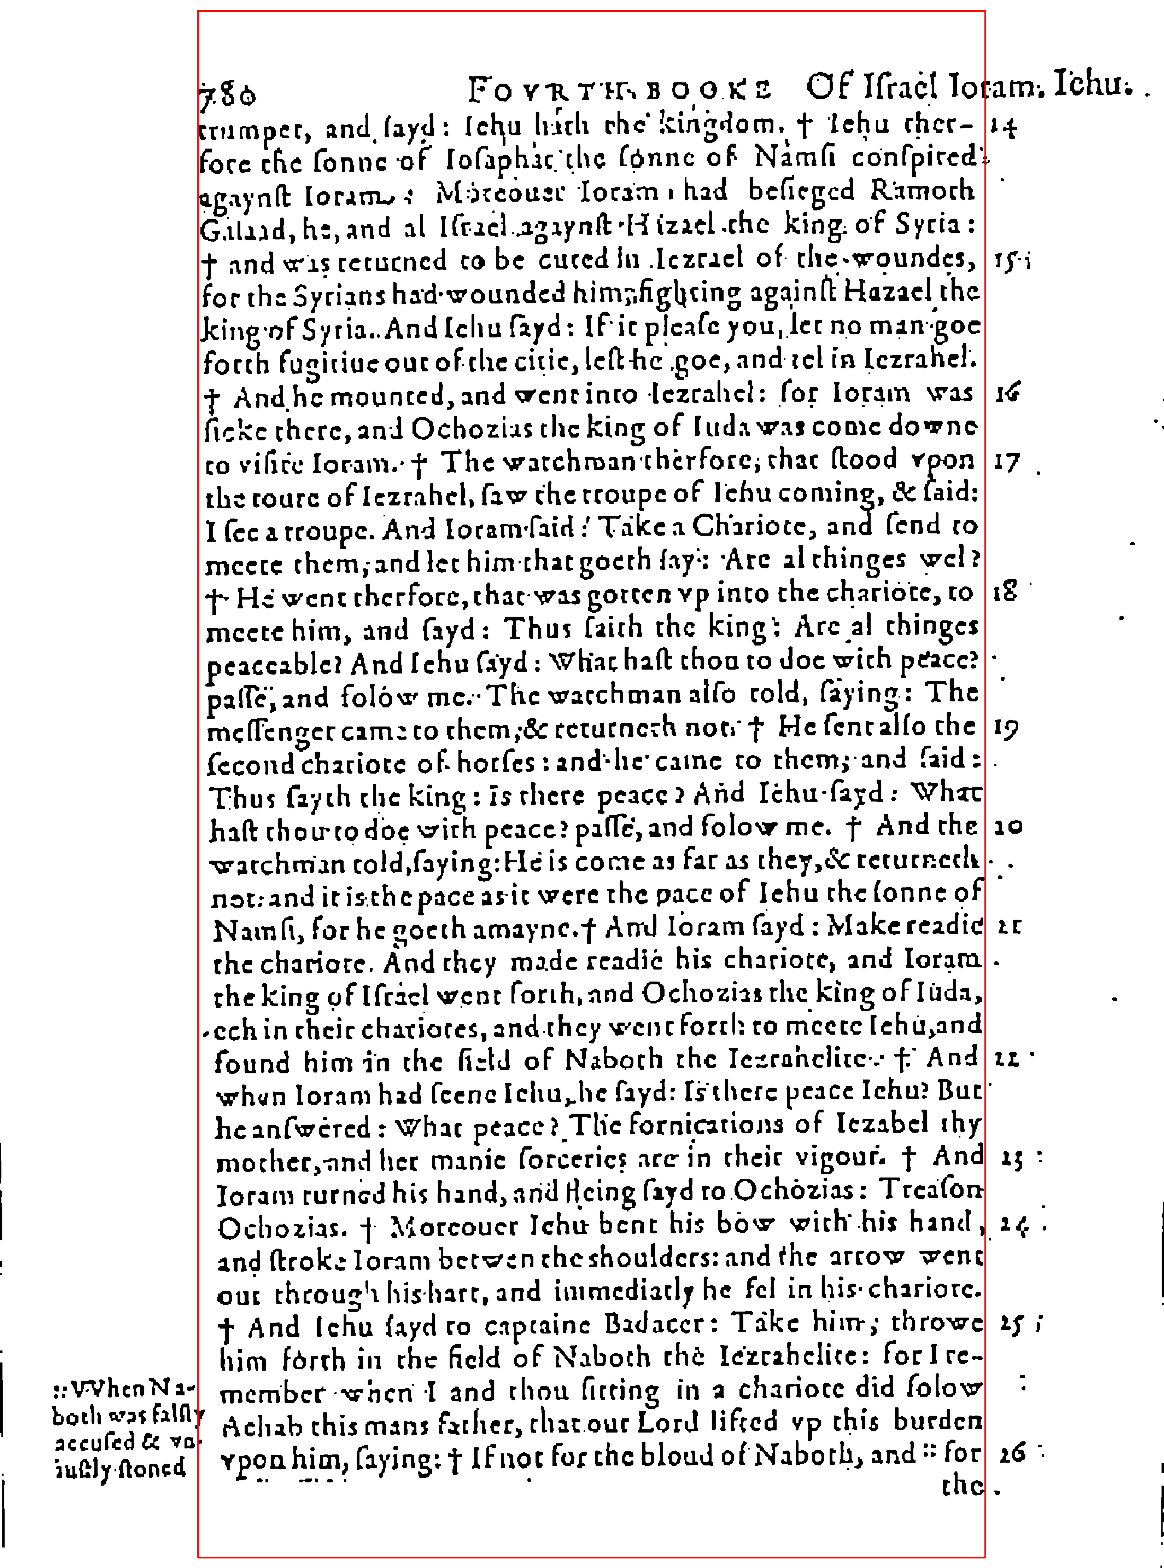 780 FOVRTH BOOKE Of Iſrael Ioram. Iehu.
trumpet, and ſayd: Iehu hath the kingdom. † Iehu ther- 14
fore the ſonne of Ioſaphat the ſonne of Namſi conſpired
agaynſt Ioram: Moreouer Ioram had beſieged Ramoth
Galaad, he, and al Iſrael agaynſt Hazael the king of Syria:
† and was returned to be cured in Iezrael of the woundes, 15
for the Syrians had wounded him, fighting againſt Hazael the
king of Syria. And Iehu ſayd: If it pleaſe you, let no man goe
forth fugitiue out of the citie, leſt he goe, and tel in Iezrahel.
† And he mounted, and went into Iezrahel: for Ioram was 16
ſicke there, and Ochozias the king of Iuda was come downe
to viſite Ioram. † The watchman therfore, that ſtood vpon 17
the toure of Iezrahel, ſaw the troupe of Iehu coming, & ſaid:
I ſee a troupe. And Ioram ſaid: Take a Chariote, and ſend to
meete them, and let him that goeth ſay: Are al thinges wel?
† He went therfore, that was gotten vp into the chariote, to 18
meete him, and ſayd: Thus ſaith the king: Are al thinges
peaceable? And Iehu ſayd: What haſt thou to doe with peace?
paſſe, and folow me. The watchman alſo told, ſaying: The
meſſenger came to them, & returneth not. † He ſent alſo the 19
ſecond chariote of horſes: and he came to them, and ſaid:
Thus ſayth the king: Is there peace? And Iehu ſayd: What
haſt thou to doe with peace? paſſe, and folow me. † And the 20
watchman told, ſaying: He is come as far as they, & returneth
not: and it is the pace as it were the pace of Iehu the ſonne of
Namſi, for he goeth amayne. † And Ioram ſayd: Make readie 21
the chariote. And they made readie his chariote, and Ioram
the king of Iſrael went forth, and Ochozias the king of Iuda,
ech in their chariotes, and they went forth to meete Iehu, and
found him in the field of Naboth the Iezrahelite. † And 22
when Ioram had ſeene Iehu, he ſayd: Is there peace Iehu? But
he anſwered: What peace? The fornications of Iezabel thy
mother, and her manie ſorceries are in their vigour. † And 23
Ioram turned his hand, and fleing ſayd to Ochozias: Treaſon
Ochozias. † Moreouer Iehu bent his bow with his hand, 24
and ſtroke Ioram betwen the shoulders: and the arrow went
out through his hart, and immediatly he fel in his chariote.
† And Iehu ſayd to captaine Badacer: Take him, throwe 25
him forth in the field of Naboth the Iezrahelite: for I re-
member when I and thou ſitting in a chariote did folow
Achab this mans father, that our Lord lifted vp this burden
vpon him, ſaying: † If not for the bloud of Naboth, and :: for 26
the
:: VVhen Na-
both was falſly
accuſed & vn-
iuſtly ſtoned